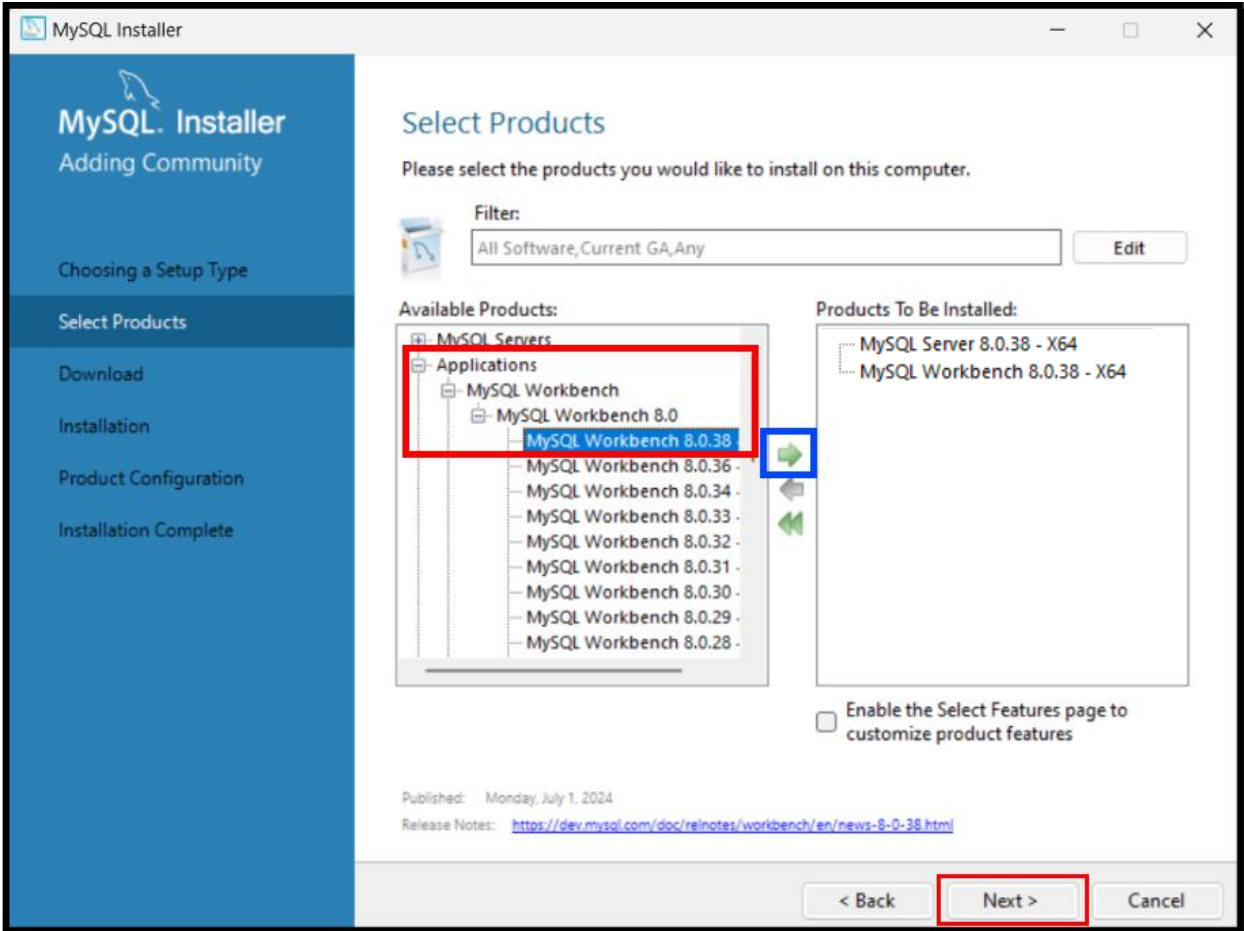 MySQL Installer
MySQL. Installer
Adding Community
Choosing a Setup Type
Select Products
Download
Installation
Product Configuration
Installation Complete
Select Products
Please select the products you would like to install on this computer.
Filter:
All Software,Current GA,Any
Edit
Available Products:
MySQL Servers
Applications
MySQL Workbench
MySQL Workbench 8.0
MySQL Workbench 8.0.38 -
MySQL Workbench 8.0.36 -
MySQL Workbench 8.0.34 -
MySQL Workbench 8.0.33 -
MySQL Workbench 8.0.32 -
MySQL Workbench 8.0.31 -
MySQL Workbench 8.0.30 -
MySQL Workbench 8.0.29 -
MySQL Workbench 8.0.28 -
Products To Be Installed:
MySQL Server 8.0.38 - X64
MySQL Workbench 8.0.38 - X64
Enable the Select Features page to
customize product features
Published: Monday, July 1, 2024
Release Notes: https://dev.mysql.com/doc/relnotes/workbench/en/news-8-0-38.html
< Back
Next >
Cancel